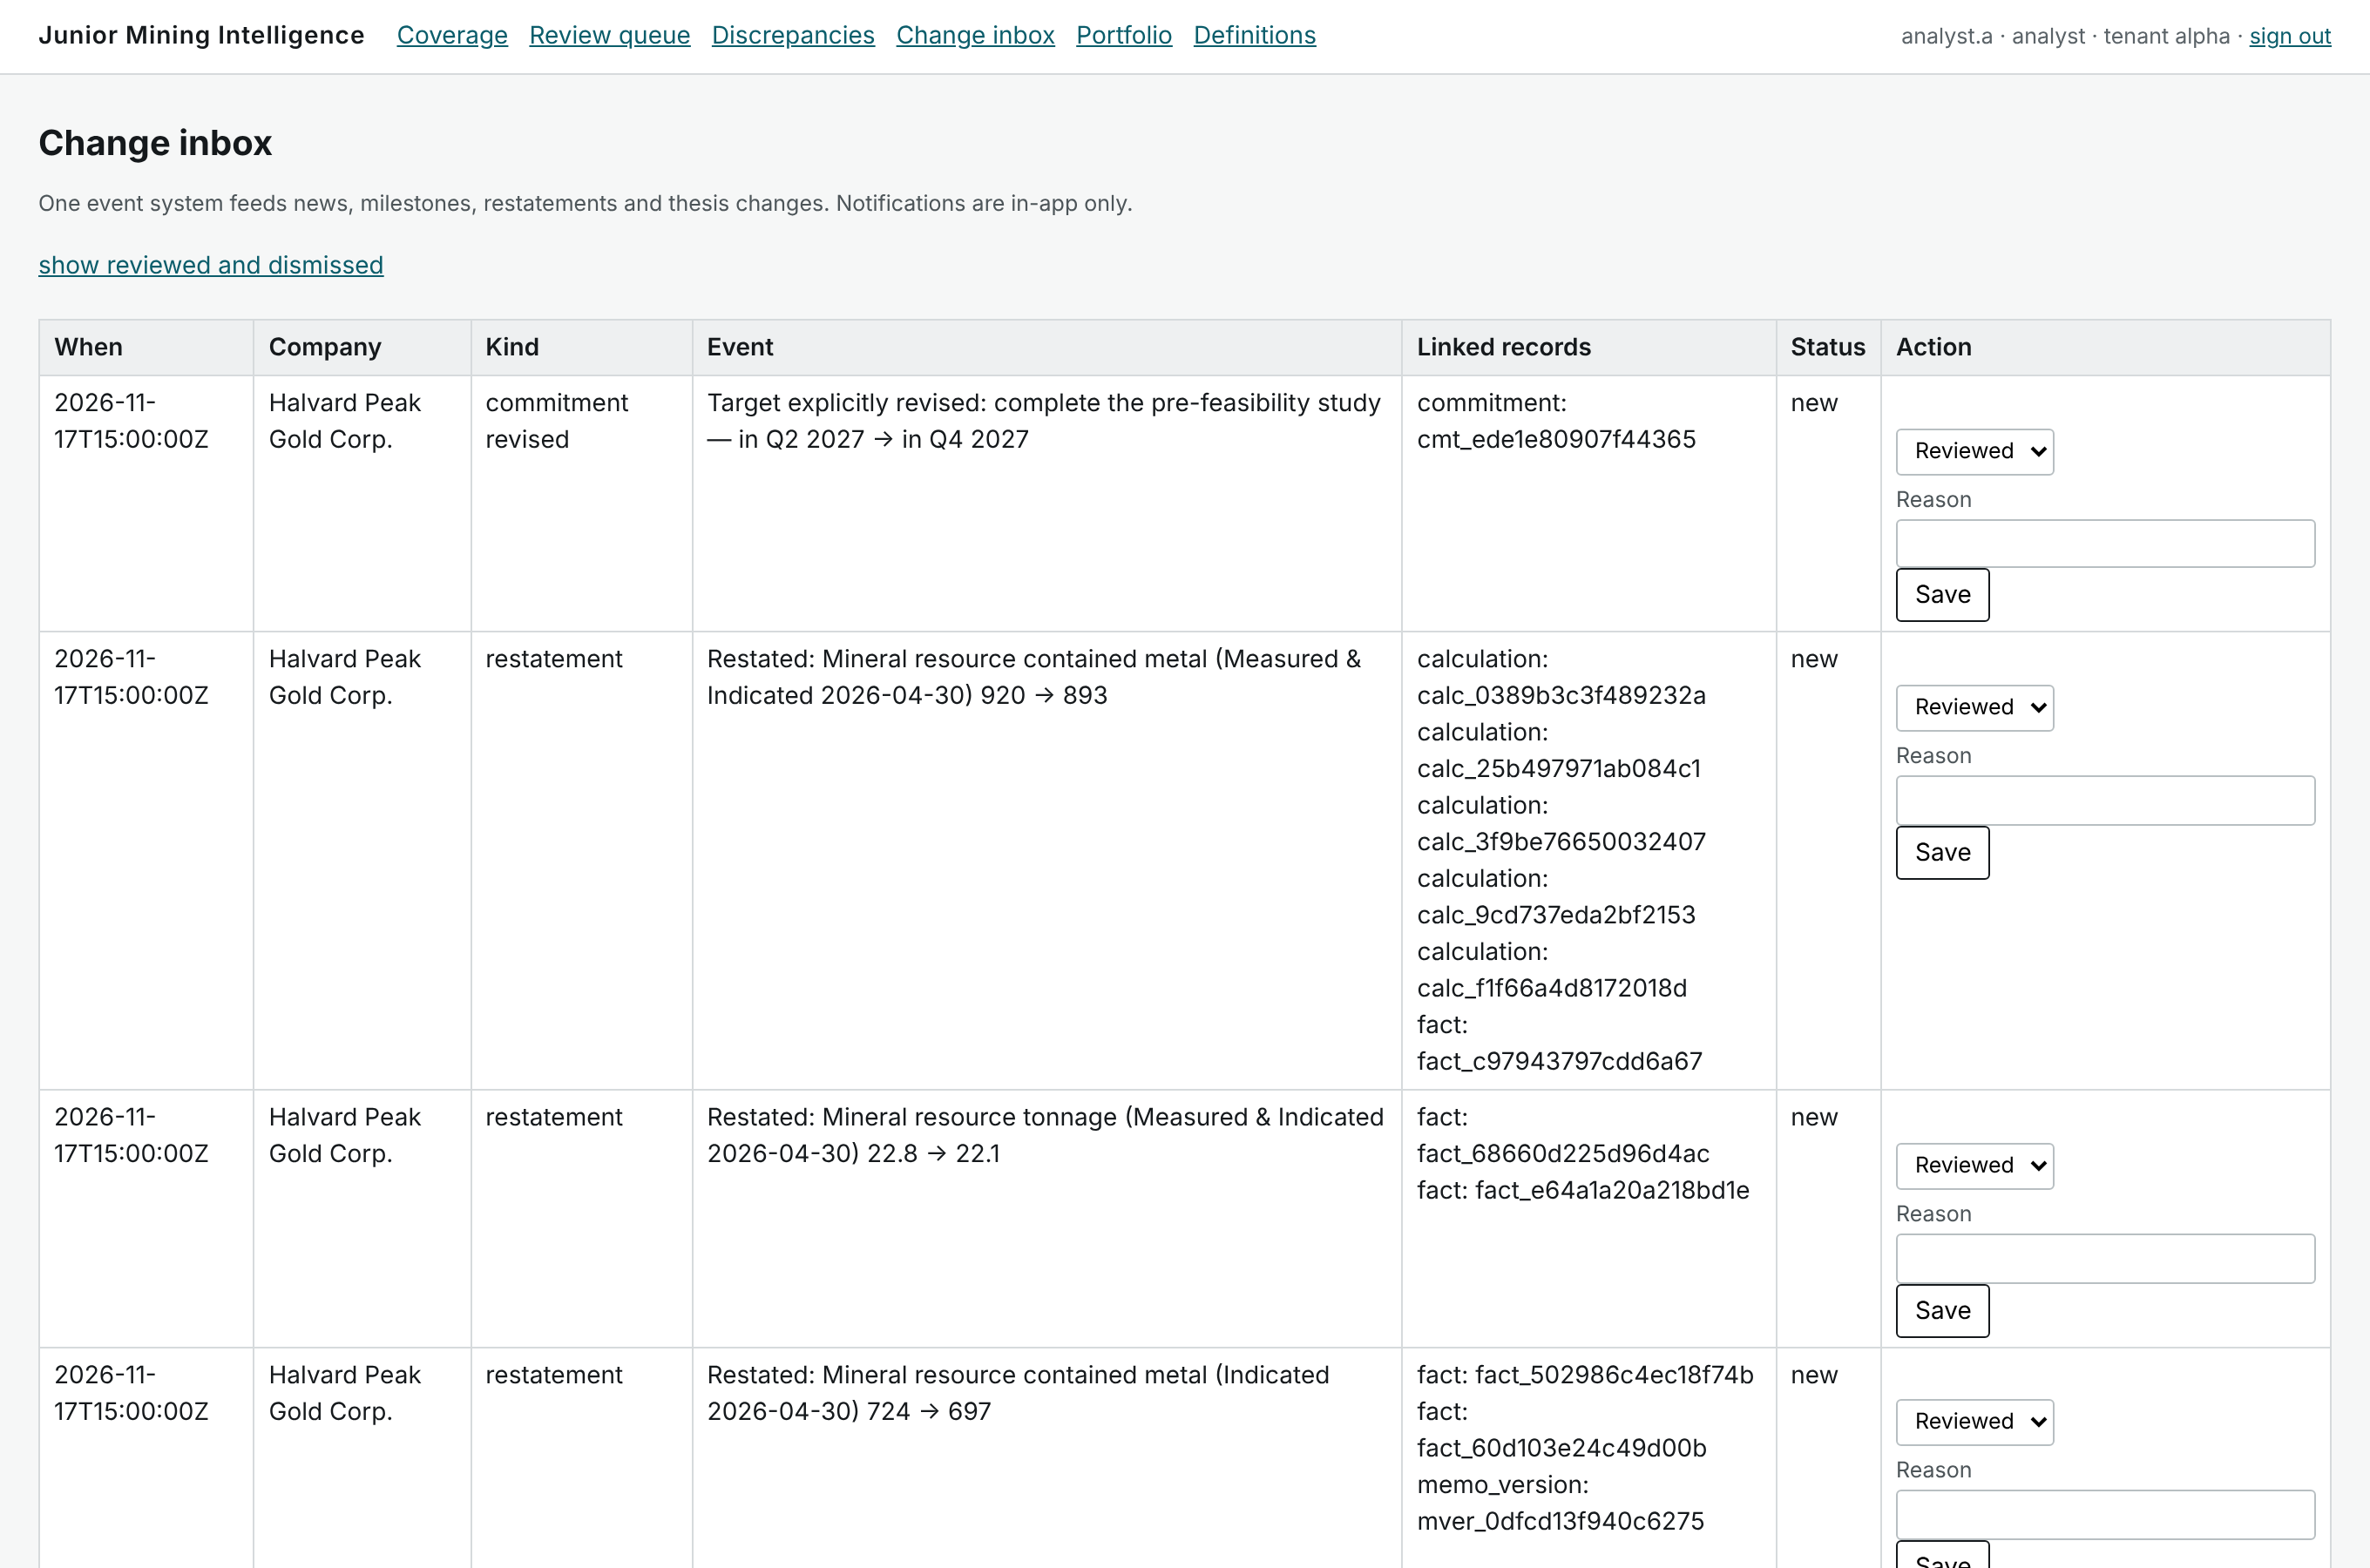 Junior Mining Intelligence Coverage Review queue Discrepancies Change inbox Portfolio Definitions analyst.a · analyst · tenant alpha · sign out
Change inbox
One event system feeds news, milestones, restatements and thesis changes. Notifications are in-app only.
show reviewed and dismissed
When Company Kind Event Linked records Status Action
2026-11-
17T15:00:00Z
Halvard Peak
Gold Corp.
commitment
revised
Target explicitly revised: complete the pre-feasibility study
— in Q2 2027 → in Q4 2027
commitment:
cmt_ede1e80907f44365
new
Reviewed
Reason
Save
2026-11-
17T15:00:00Z
Halvard Peak
Gold Corp.
restatement
Restated: Mineral resource contained metal (Measured &
Indicated 2026-04-30) 920 → 893
calculation:
calc_0389b3c3f489232a
calculation:
calc_25b497971ab084c1
calculation:
calc_3f9be76650032407
calculation:
calc_9cd737eda2bf2153
calculation:
calc_f1f66a4d8172018d
fact:
fact_c97943797cdd6a67
new
Reviewed
Reason
Save
2026-11-
17T15:00:00Z
Halvard Peak
Gold Corp.
restatement
Restated: Mineral resource tonnage (Measured & Indicated
2026-04-30) 22.8 → 22.1
fact:
fact_68660d225d96d4ac
fact: fact_e64a1a20a218bd1e
new
Reviewed
Reason
Save
2026-11-
17T15:00:00Z
Halvard Peak
Gold Corp.
restatement
Restated: Mineral resource contained metal (Indicated
2026-04-30) 724 → 697
fact: fact_502986c4ec18f74b
fact:
fact_60d103e24c49d00b
memo_version:
mver_0dfcd13f940c6275
new
Reviewed
Reason
Save